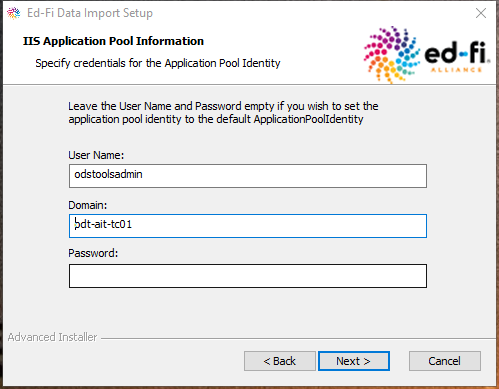 Ed-Fi Data Import Setup
IIS Application Pool Information
Specify credentials for the Application Pool Identity
ed-fi
ALLIANCE
Leave the User Name and Password empty if you wish to set the
application pool identity to the default ApplicationPoolIdentity
User Name:
odstoolsadmin
Domain:
pdt-ait-tc01
Password:
Advanced Installer
< Back
Next >
Cancel